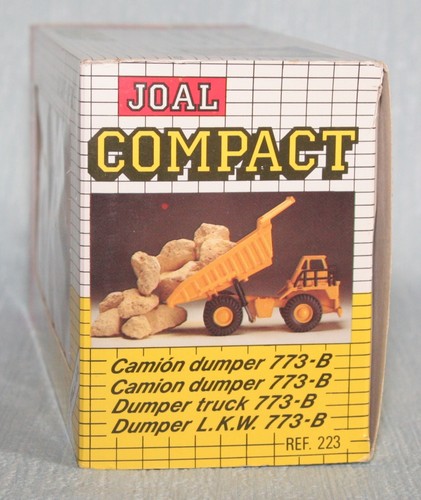 JOAL
COMPACT
Camión dumper 773-B
Camion dumper 773-B
Dumper truck 773-B
Dumper L.K.W. 773-B
REF. 223